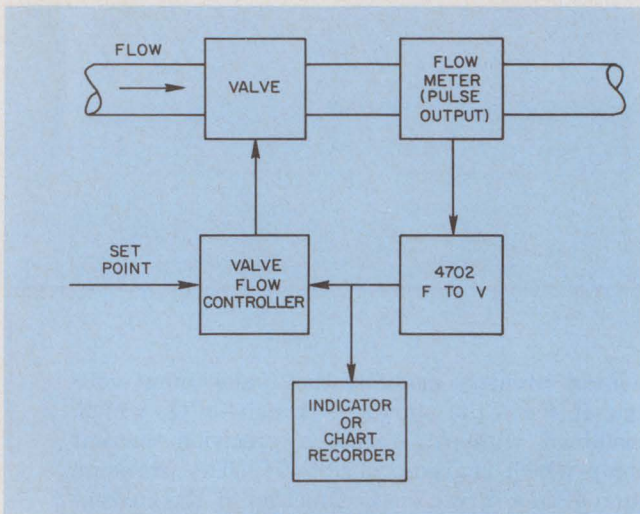 FLOW
VALVE
FLOW
METER
(PULSE
OUTPUT)
SET
POINT
VALVE
FLOW
CONTROLLER
4702
F TO V
INDICATOR
OR
CHART
RECORDER